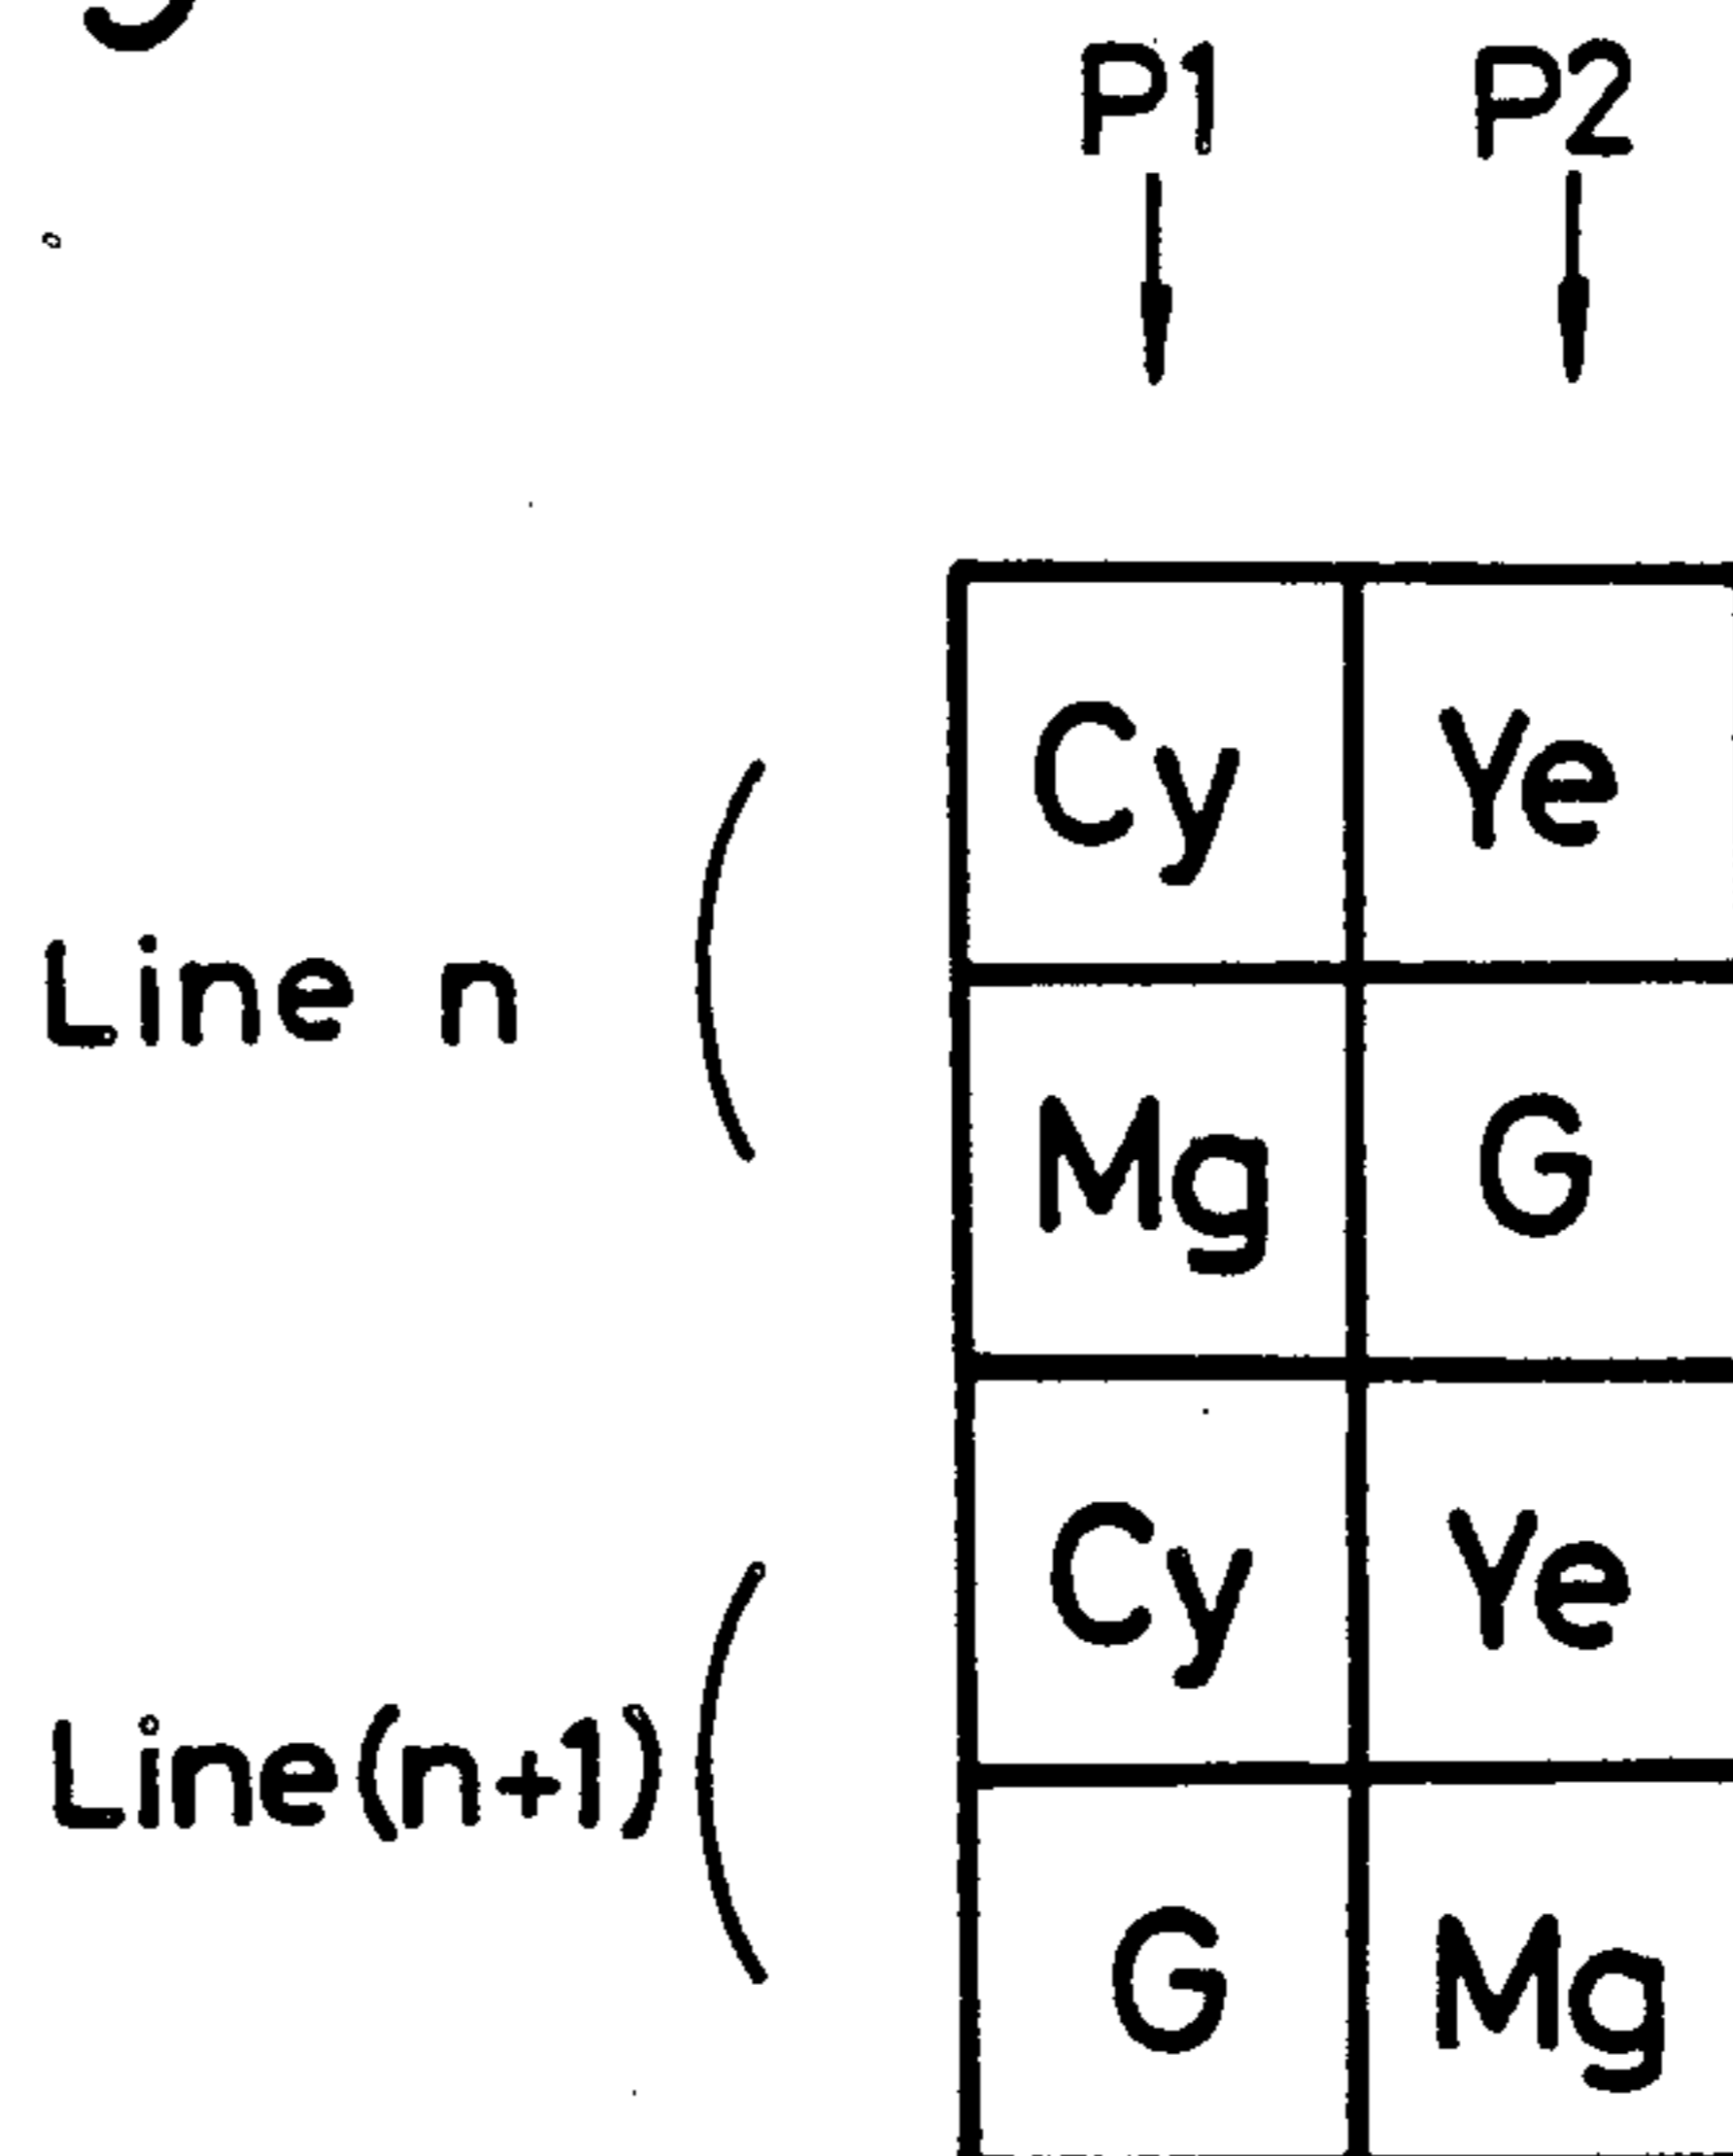 P1 P2
Cy Ye
Line n
Mg G
Cy Ye
Line(n+1)
G Mg